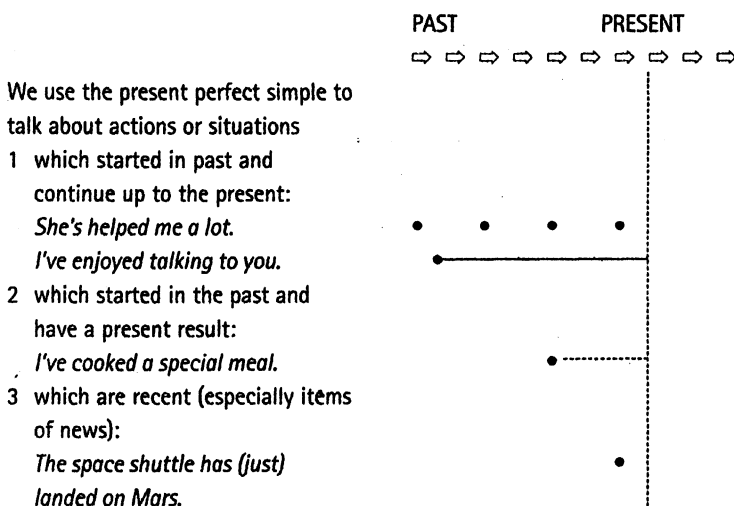 PAST PRESENT
We use the present perfect simple to
talk about actions or situations
1 which started in past and
continue up to the present:
She's helped me a lot.
I've enjoyed talking to you.
2 which started in the past and
have a present result:
I've cooked a special meal.
3 which are recent (especially items
of news):
The space shuttle has (just)
landed on Mars.